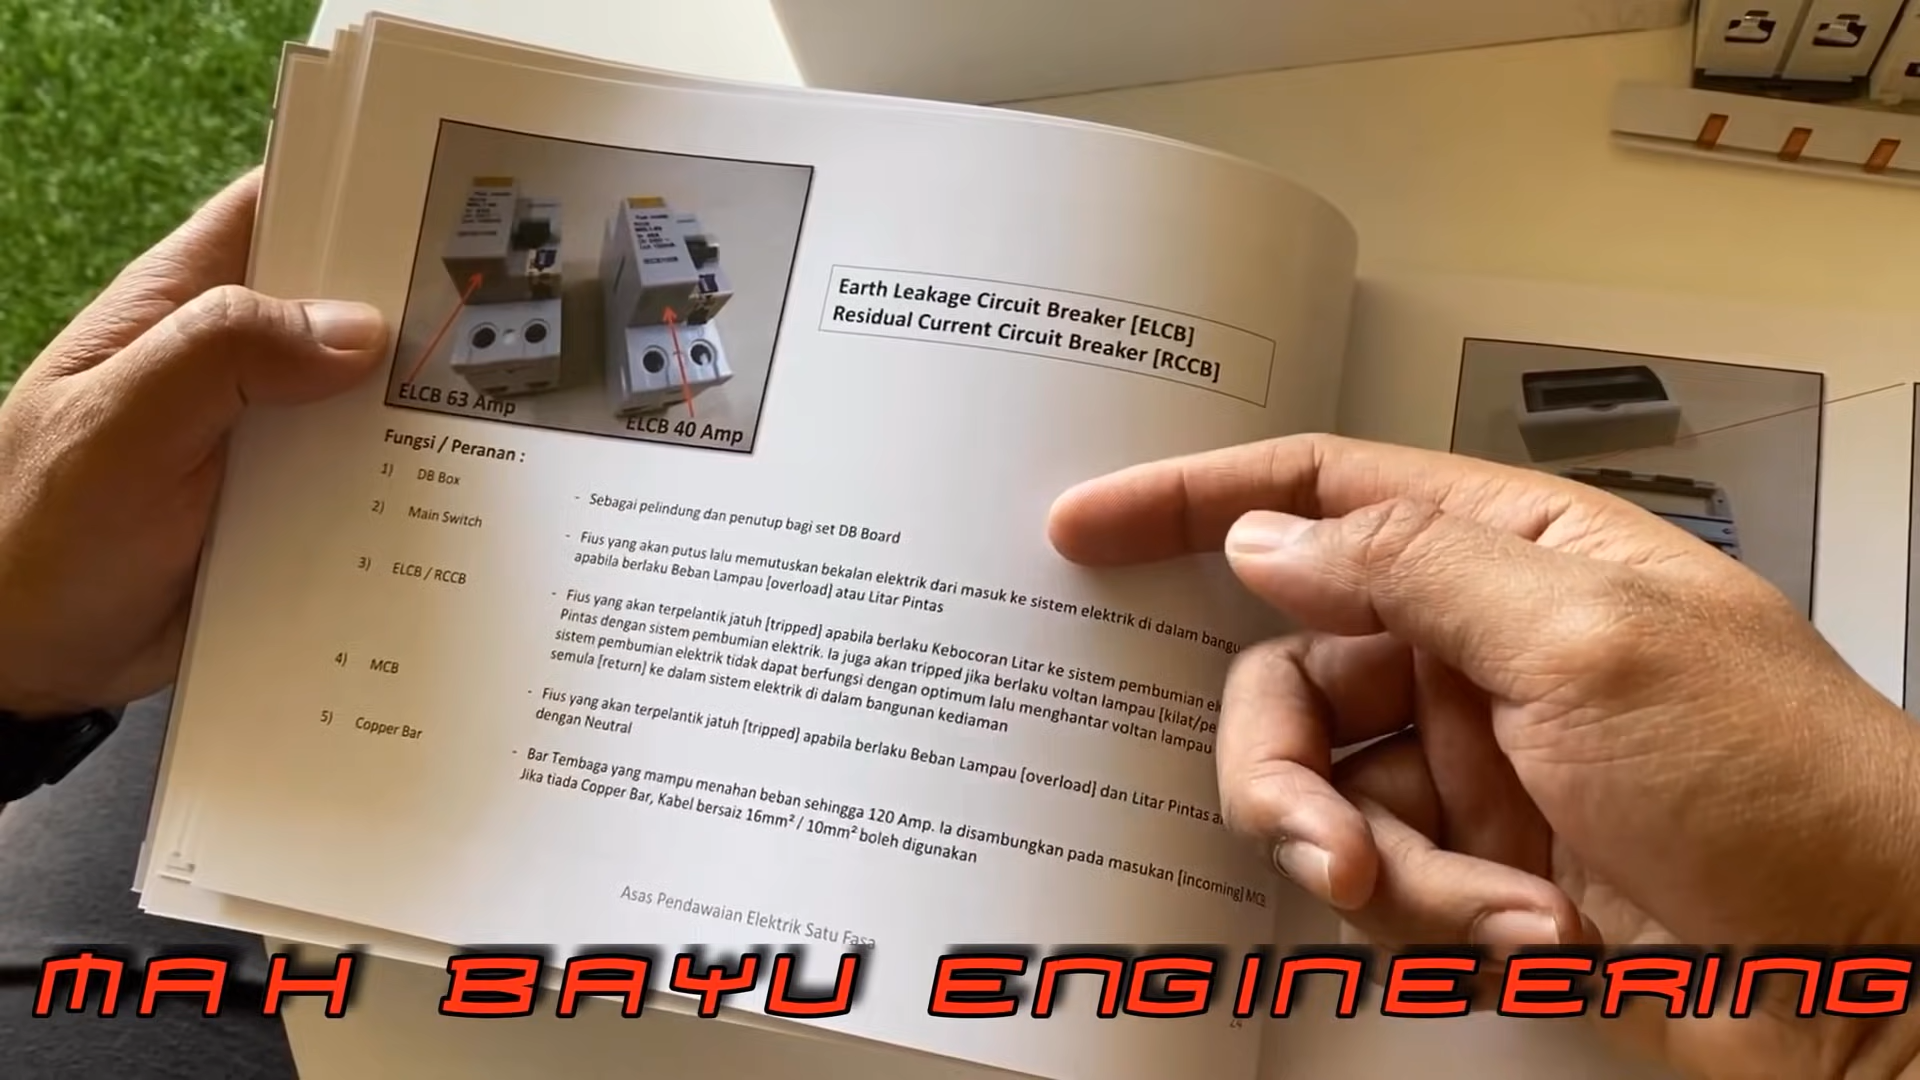 ELCB 63 Amp
ELCB 40 Amp
Earth Leakage Circuit Breaker [ELCB]
Residual Current Circuit Breaker [RCCB]
Fungsi / Peranan :
1) DB Box
- Sebagai pelindung dan penutup bagi set DB Board
2) Main Switch
- Fius yang akan putus lalu memutuskan bekalan elektrik dari masuk ke sistem elektrik di dalam
apabila berlaku Beban Lampau [overload] atau Litar Pintas
3) ELCB / RCCB
- Fius yang akan terpelantik jatuh [tripped] apabila berlaku Kebocoran Litar ke sistem pembumian
Pintas dengan sistem pembumian elektrik. Ia juga akan tripped jika berlaku voltan lampau
sistem pembumian elektrik tidak dapat berfungsi dengan optimum lalu menghantar voltan lampau
semula [return] ke dalam sistem elektrik di dalam bangunan kediaman
4) MCB
- Fius yang akan terpelantik jatuh [tripped] apabila berlaku Beban Lampau [overload] dan Litar Pintas
dengan Neutral
5) Copper Bar
- Bar Tembaga yang mampu menahan beban sehingga 120 Amp. Ia disambungkan pada masukan [incoming] MCB
Jika tiada Copper Bar, Kabel bersaiz 16mm² / 10mm² boleh digunakan
Asas Pendawaian Elektrik Satu Fasa
24
MAH BAYU ENGINEERING